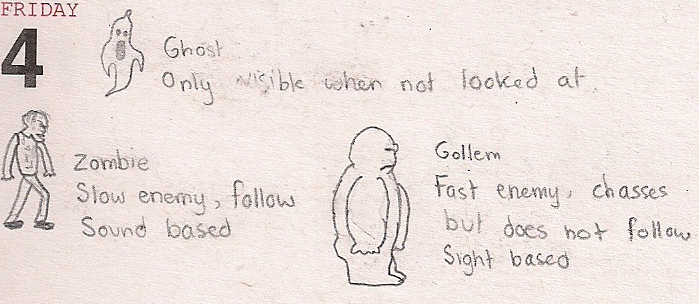 FRIDAY
4
Ghost
Only visible when not looked at.
Zombie
Slow enemy, follow
Sound based
Gollem
Fast enemy, chasses
but does not follow
Sight based